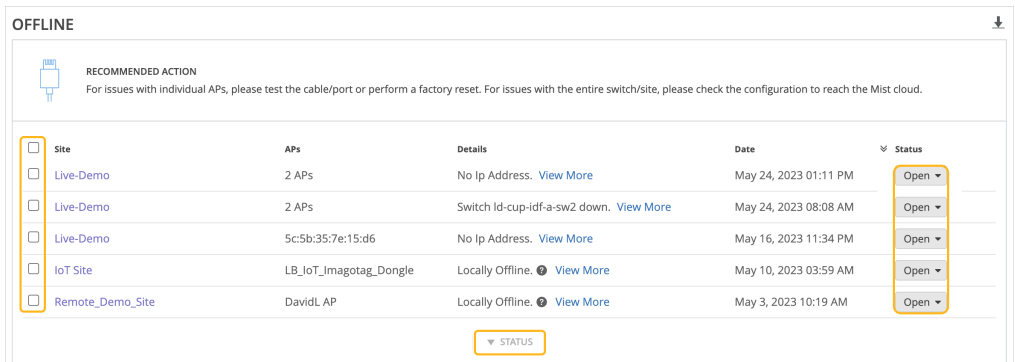 OFFLINE
RECOMMENDED ACTION
For issues with individual APs, please test the cable/port or perform a factory reset. For issues with the entire switch/site, please check the configuration to reach the Mist cloud.
Site APs Details Date Status
Live-Demo 2 APs No Ip Address. View More May 24, 2023 01:11 PM Open
Live-Demo 2 APs Switch ld-cup-idf-a-sw2 down. View More May 24, 2023 08:08 AM Open
Live-Demo 5c:5b:35:7e:15:d6 No Ip Address. View More May 16, 2023 11:34 PM Open
IoT Site LB_IoT_Imagotag_Dongle Locally Offline. ? View More May 10, 2023 03:59 AM Open
Remote_Demo_Site DavidL AP Locally Offline. ? View More May 3, 2023 10:19 AM Open
STATUS